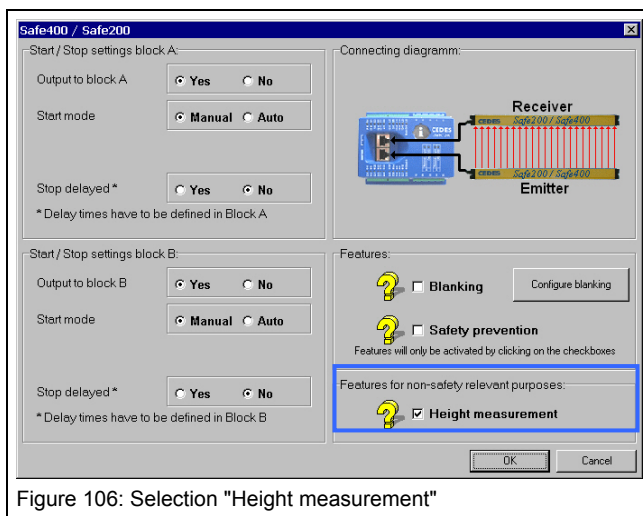 Safe400 / Safe200
Start / Stop settings block A:
Output to block A
Yes No
Start mode
Manual Auto
Stop delayed *
Yes No
* Delay times have to be defined in Block A
Connecting diagramm:
Receiver
CEDES Safe200 / Safe400
CEDES
CEDES Safe200 / Safe400
Emitter
Start / Stop settings block B:
Output to block B
Yes No
Start mode
Manual Auto
Stop delayed *
Yes No
* Delay times have to be defined in Block B
Features:
Blanking
Configure blanking
Safety prevention
Features will only be activated by clicking on the checkboxes
Features for non-safety relevant purposes:
Height measurement
OK Cancel
Figure 106: Selection "Height measurement"